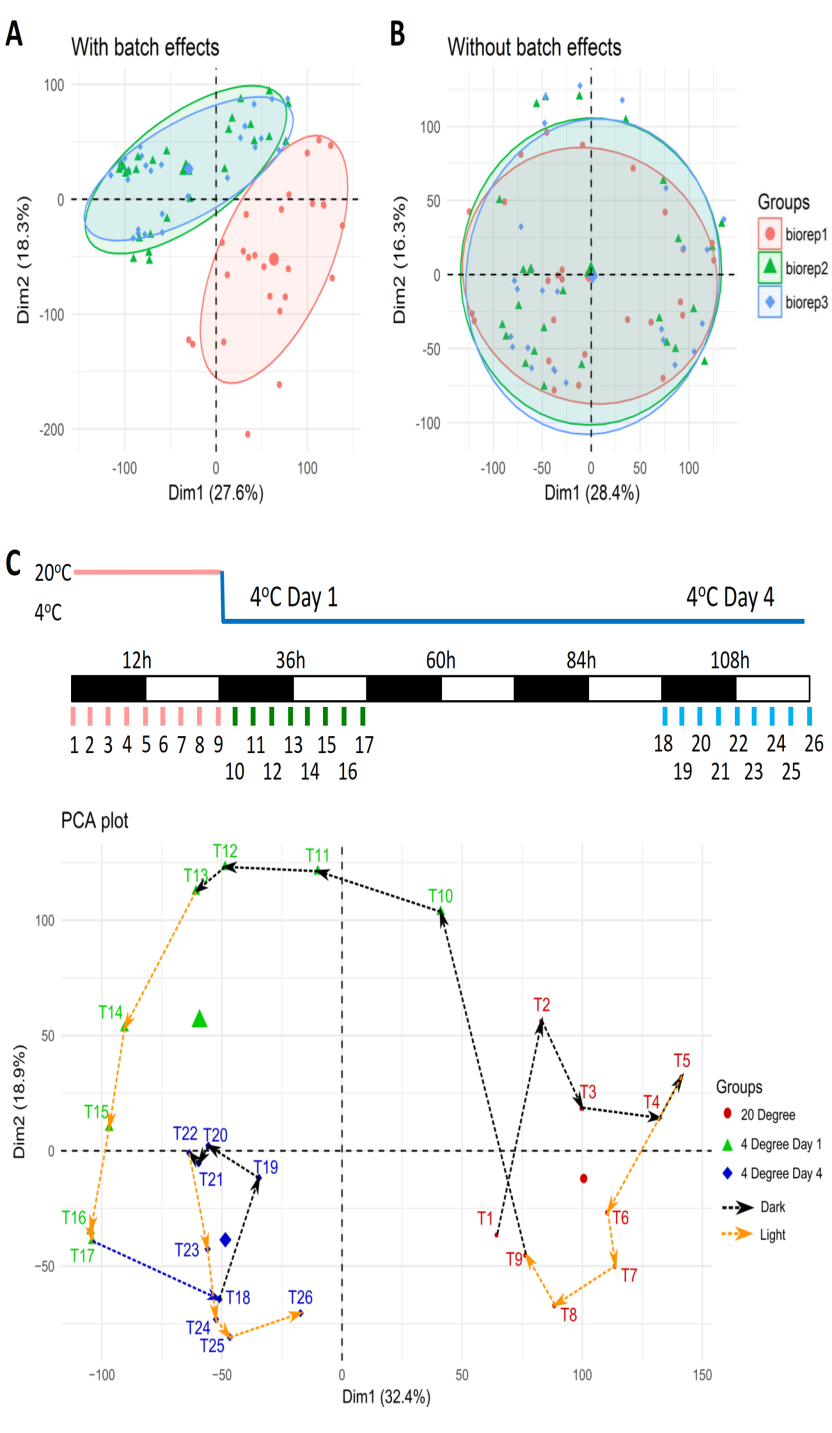 A
With batch effects
100
0
-100
-200
-100
0
100
Dim1 (27.6%)
Dim2 (18.3%)
B
Without batch effects
100
50
0
-50
-100
-100
-50
0
50
100
Dim1 (28.4%)
Dim2 (16.3%)
Groups
biorep1
biorep2
biorep3
C
20ºC
4ºC
4ºC Day 1
4ºC Day 4
12h
36h
60h
84h
108h
1 2 3 4 5 6 7 8 9 11 13 15 17 18 20 22 24 26
10 12 14 16 19 21 23 25
PCA plot
T12
T11
T13
T10
T14
T2
T5
T3
T4
T15
T22
T20
T19
T21
T16
T17
T1
T6
T23
T9
T7
T18
T26
T8
T24
T25
100
50
0
−50
−100
−50
0
50
100
150
Dim1 (32.4%)
Dim2 (18.9%)
Groups
20 Degree
4 Degree Day 1
4 Degree Day 4
Dark
Light